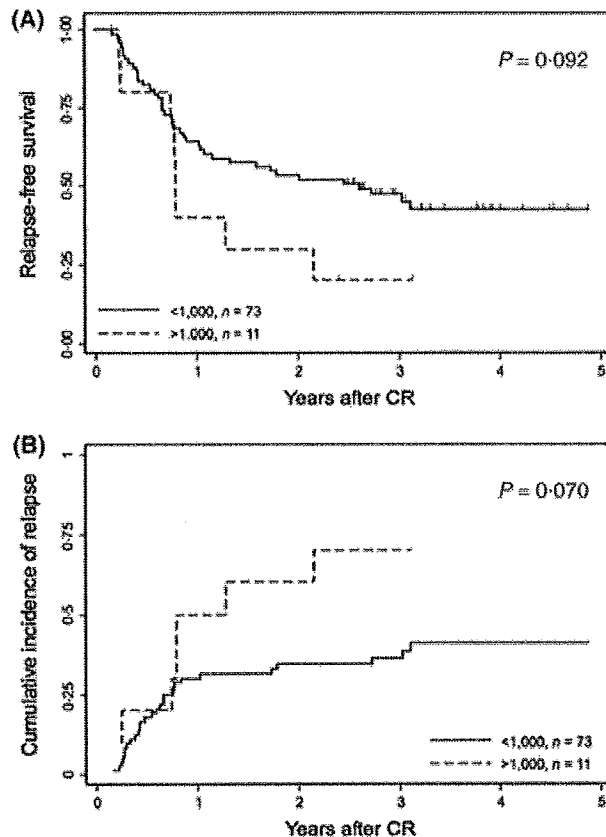 (A)
1·00
0·75
0·50
0·25
0·00
Relapse-free survival
P = 0·092
<1,000, n = 73
>1,000, n = 11
0 1 2 3 4 5
Years after CR
(B)
1
0·75
0·5
0·25
0
Cumulative incidence of relapse
P = 0·070
<1,000, n = 73
>1,000, n = 11
0 1 2 3 4 5
Years after CR